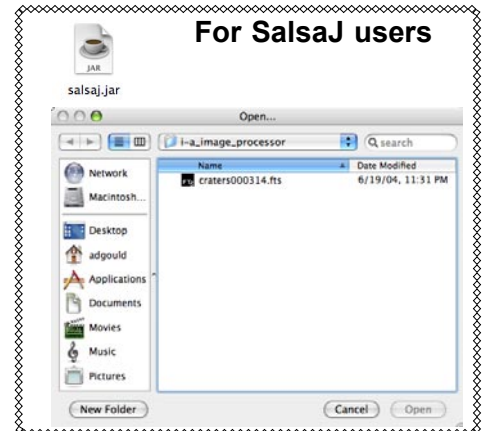 For SalsaJ users
JAR
salsaj.jar
Open...
i-a_image_processor
search
Name
Date Modified
craters000314.fts
6/19/04, 11:31 PM
Network
Macintosh...
Desktop
adgould
Applications
Documents
Movies
Music
Pictures
New Folder
Cancel
Open